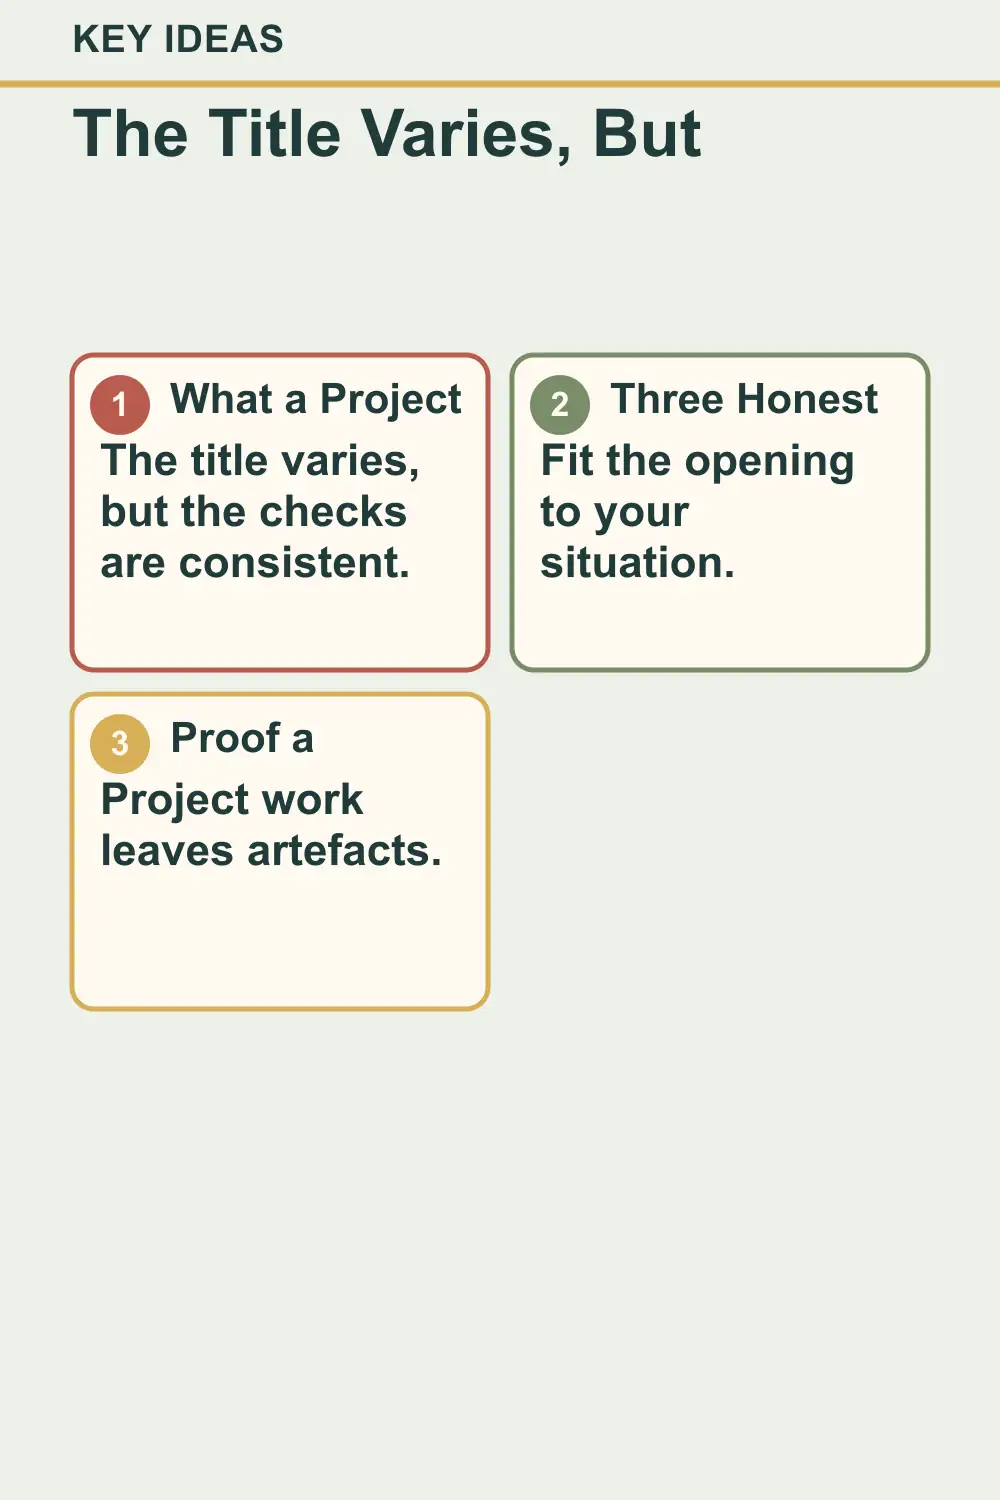 KEY IDEAS
The Title Varies, But
1 What a Project
The title varies,
but the checks
are consistent.
2 Three Honest
Fit the opening
to your
situation.
3 Proof a
Project work
leaves artefacts.